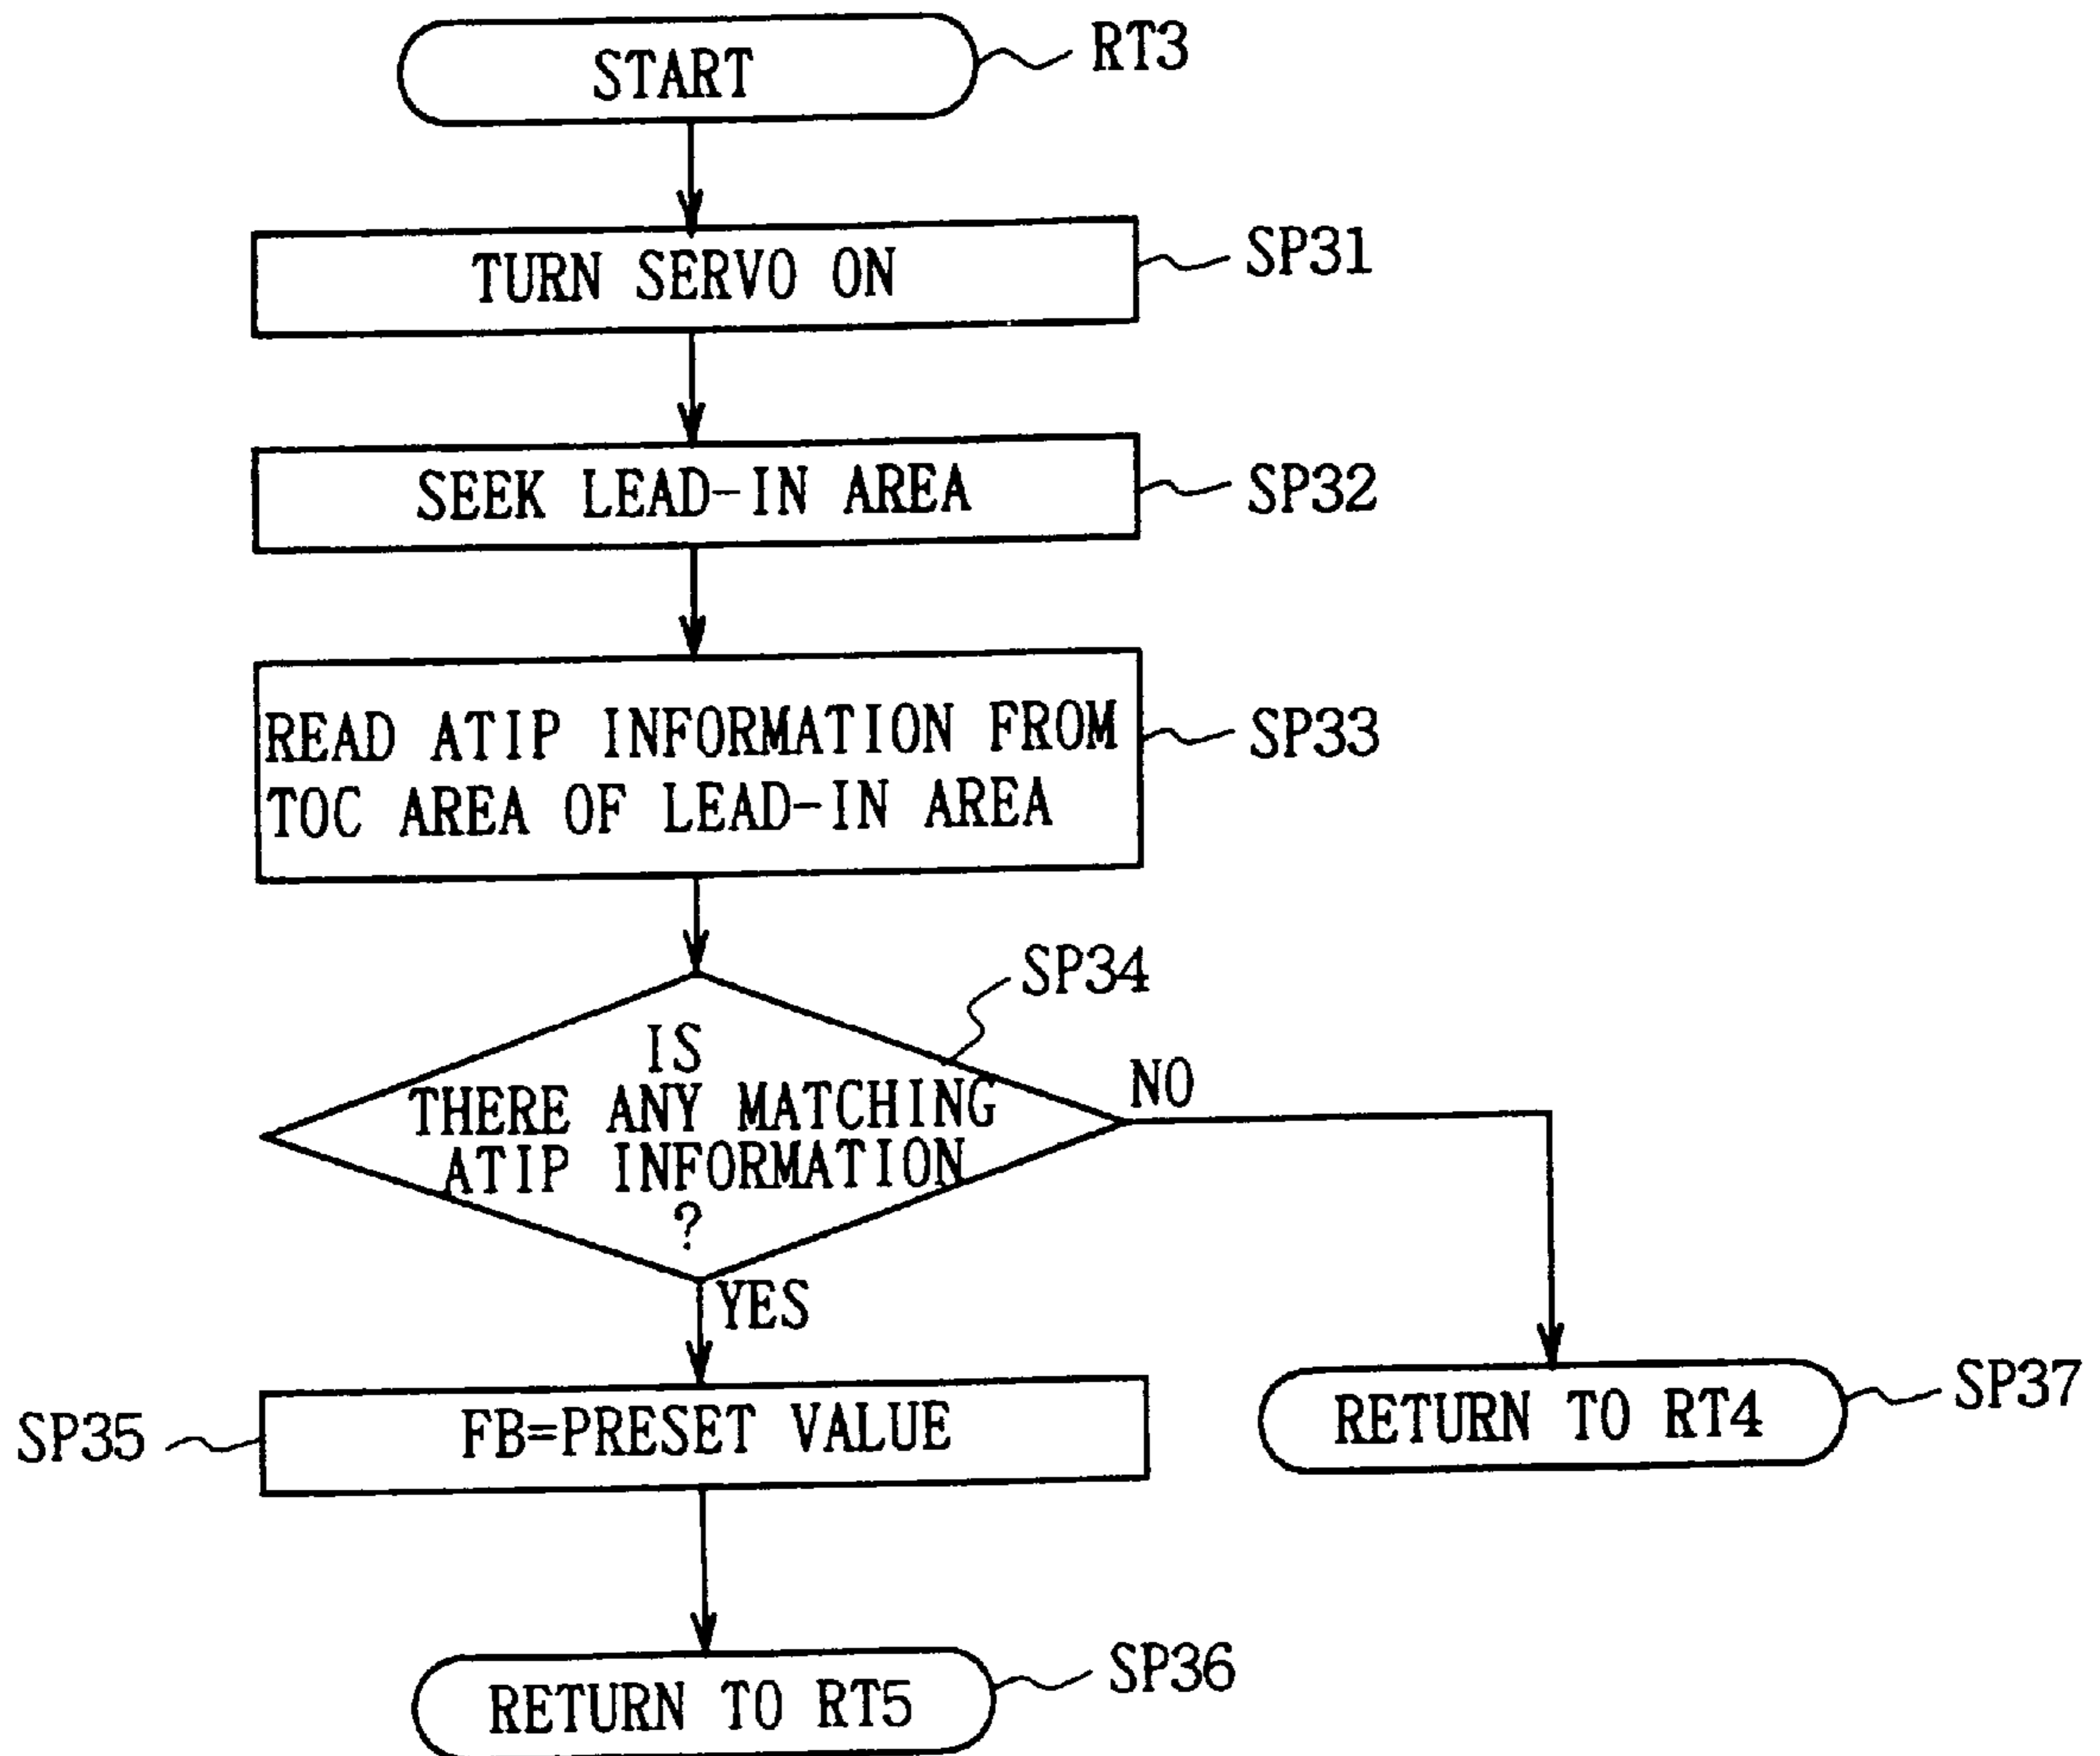 START
RT3
TURN SERVO ON
SP31
SEEK LEAD-IN AREA
SP32
READ ATIP INFORMATION FROM
TOC AREA OF LEAD-IN AREA
SP33
SP34
IS
THERE ANY MATCHING
ATIP INFORMATION
?
NO
YES
SP35
FB=PRESET VALUE
RETURN TO RT4
SP37
RETURN TO RT5
SP36